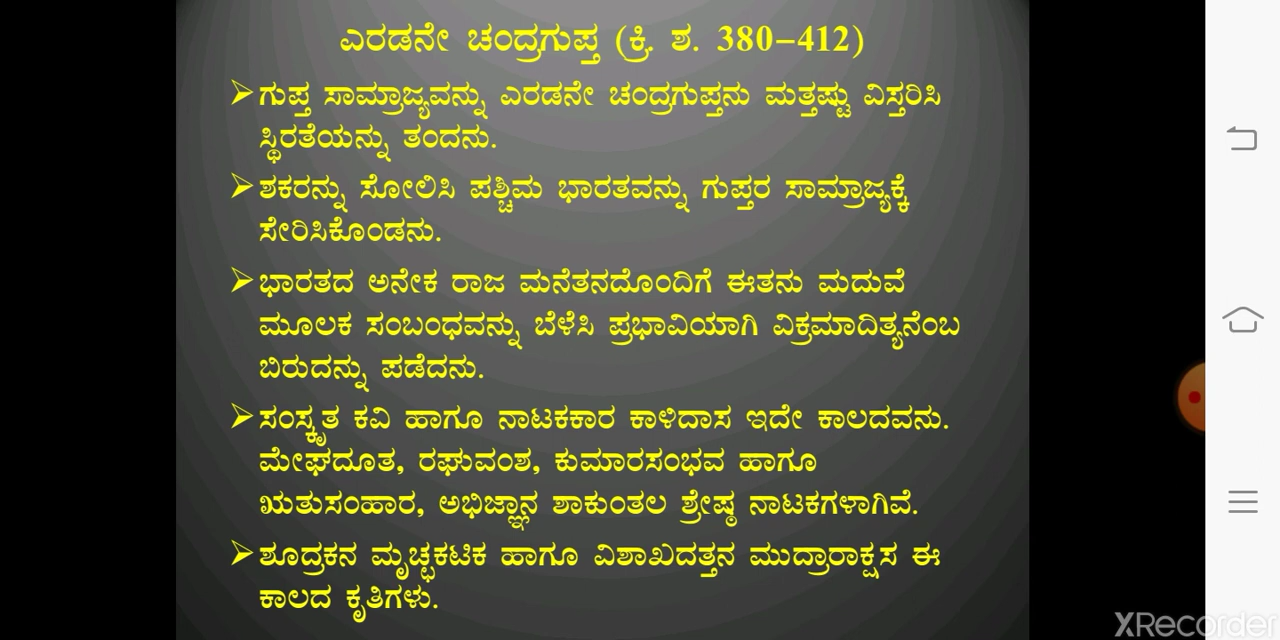 ಎರಡನೇ ಚಂದ್ರಗುಪ್ತ (ಕ್ರಿ. ಶ. 380–412)
➢ಗುಪ್ತ ಸಾಮ್ರಾಜ್ಯವನ್ನು ಎರಡನೇ ಚಂದ್ರಗುಪ್ತನು ಮತ್ತಷ್ಟು ವಿಸ್ತರಿಸಿ
ಸ್ಥಿರತೆಯನ್ನು ತಂದನು.
➢ಶಕರನ್ನು ಸೋಲಿಸಿ ಪಶ್ಚಿಮ ಭಾರತವನ್ನು ಗುಪ್ತರ ಸಾಮ್ರಾಜ್ಯಕ್ಕೆ
ಸೇರಿಸಿಕೊಂಡನು.
➢ಭಾರತದ ಅನೇಕ ರಾಜ ಮನೆತನದೊಂದಿಗೆ ಈತನು ಮದುವೆ
ಮೂಲಕ ಸಂಬಂಧವನ್ನು ಬೆಳೆಸಿ ಪ್ರಭಾವಿಯಾಗಿ ವಿಕ್ರಮಾದಿತ್ಯನೆಂಬ
ಬಿರುದನ್ನು ಪಡೆದನು.
➢ಸಂಸ್ಕೃತ ಕವಿ ಹಾಗೂ ನಾಟಕಕಾರ ಕಾಳಿದಾಸ ಇದೇ ಕಾಲದವನು.
ಮೇಘದೂತ, ರಘುವಂಶ, ಕುಮಾರಸಂಭವ ಹಾಗೂ
ಋತುಸಂಹಾರ, ಅಭಿಜ್ಞಾನ ಶಾಕುಂತಲ ಶ್ರೇಷ್ಠ ನಾಟಕಗಳಾಗಿವೆ.
➢ಶೂದ್ರಕನ ಮೃಚ್ಛಕಟಿಕ ಹಾಗೂ ವಿಶಾಖದತ್ತನ ಮುದ್ರಾರಾಕ್ಷಸ ಈ
ಕಾಲದ ಕೃತಿಗಳು.
XRecorder